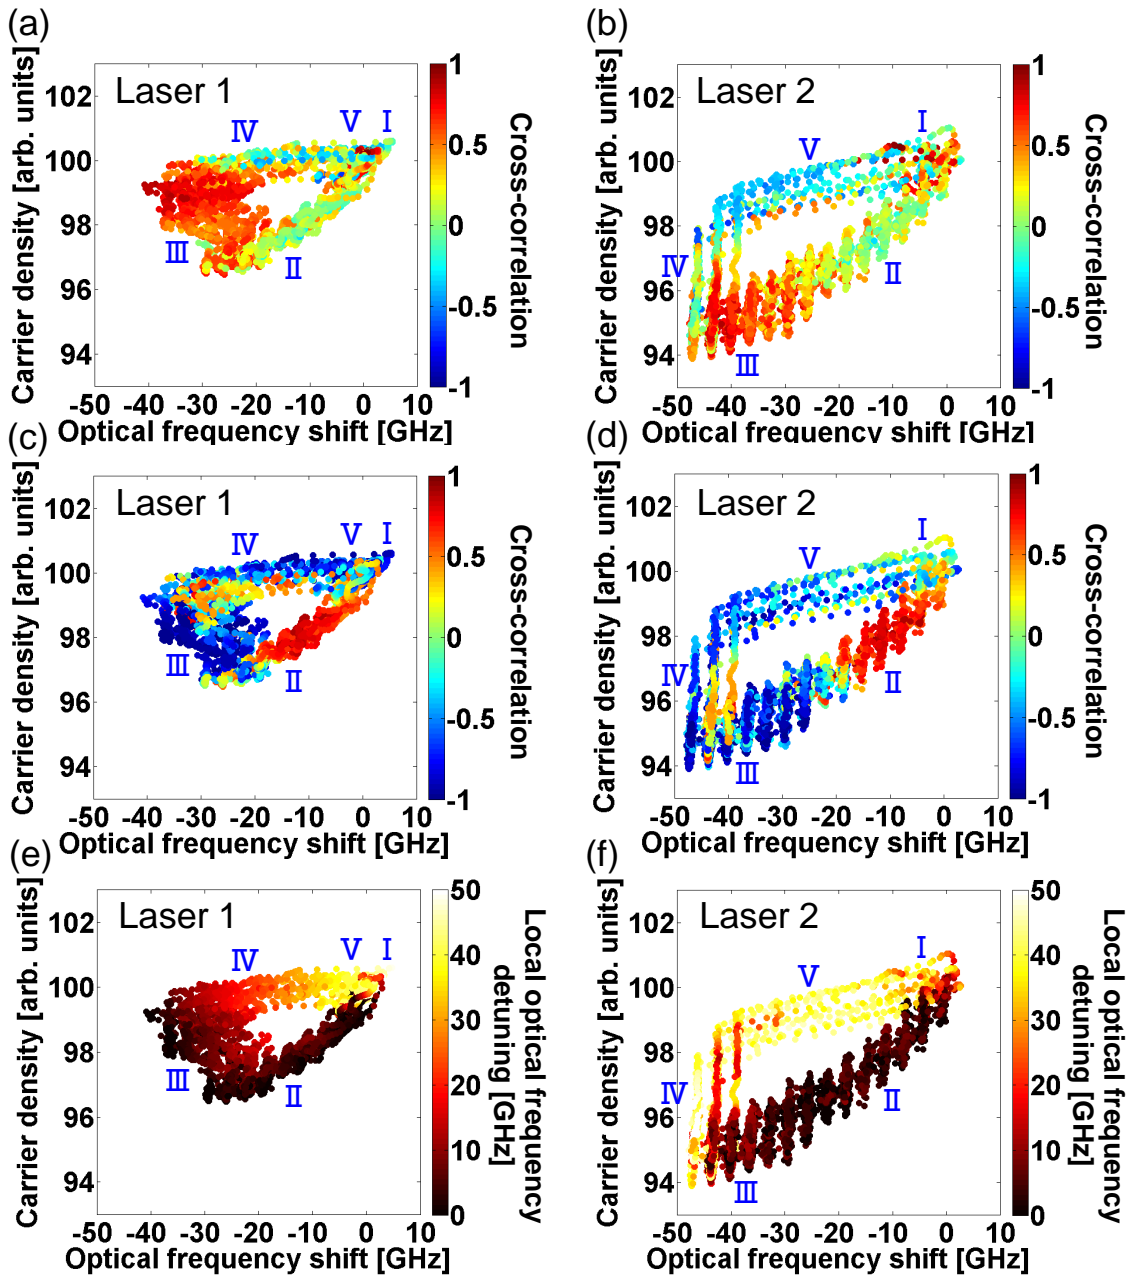 (a)
Carrier density [arb. units]
102
100
98
96
94
Laser 1
Ⅳ
Ⅴ
Ⅰ
Ⅲ
Ⅱ
-50 -40 -30 -20 -10 0 10
Optical frequency shift [GHz]
1
0.5
0
-0.5
-1
Cross-correlation
(b)
Carrier density [arb. units]
102
100
98
96
94
Laser 2
Ⅰ
Ⅴ
Ⅳ
Ⅱ
Ⅲ
-50 -40 -30 -20 -10 0 10
Optical frequency shift [GHz]
1
0.5
0
-0.5
-1
Cross-correlation
(c)
Carrier density [arb. units]
102
100
98
96
94
Laser 1
Ⅳ
Ⅴ
Ⅰ
Ⅲ
Ⅱ
-50 -40 -30 -20 -10 0 10
Optical frequency shift [GHz]
1
0.5
0
-0.5
-1
Cross-correlation
(d)
Carrier density [arb. units]
102
100
98
96
94
Laser 2
Ⅰ
Ⅴ
Ⅳ
Ⅱ
Ⅲ
-50 -40 -30 -20 -10 0 10
Optical frequency shift [GHz]
1
0.5
0
-0.5
-1
Cross-correlation
(e)
Carrier density [arb. units]
102
100
98
96
94
Laser 1
Ⅳ
Ⅴ
Ⅰ
Ⅲ
Ⅱ
-50 -40 -30 -20 -10 0 10
Optical frequency shift [GHz]
50
40
30
20
10
0
Local optical frequency
detuning [GHz]
(f)
Carrier density [arb. units]
102
100
98
96
94
Laser 2
Ⅰ
Ⅴ
Ⅳ
Ⅱ
Ⅲ
-50 -40 -30 -20 -10 0 10
Optical frequency shift [GHz]
50
40
30
20
10
0
Local optical frequency
detuning [GHz]